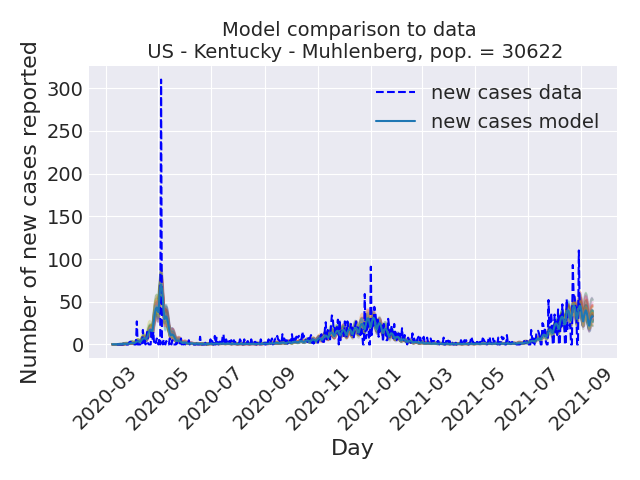 Model comparison to data
US - Kentucky - Muhlenberg, pop. = 30622
Number of new cases reported
300
250
200
150
100
50
0
new cases data
new cases model
2020-03
2020-05
2020-07
2020-09
2020-11
2021-01
2021-03
2021-05
2021-07
2021-09
Day